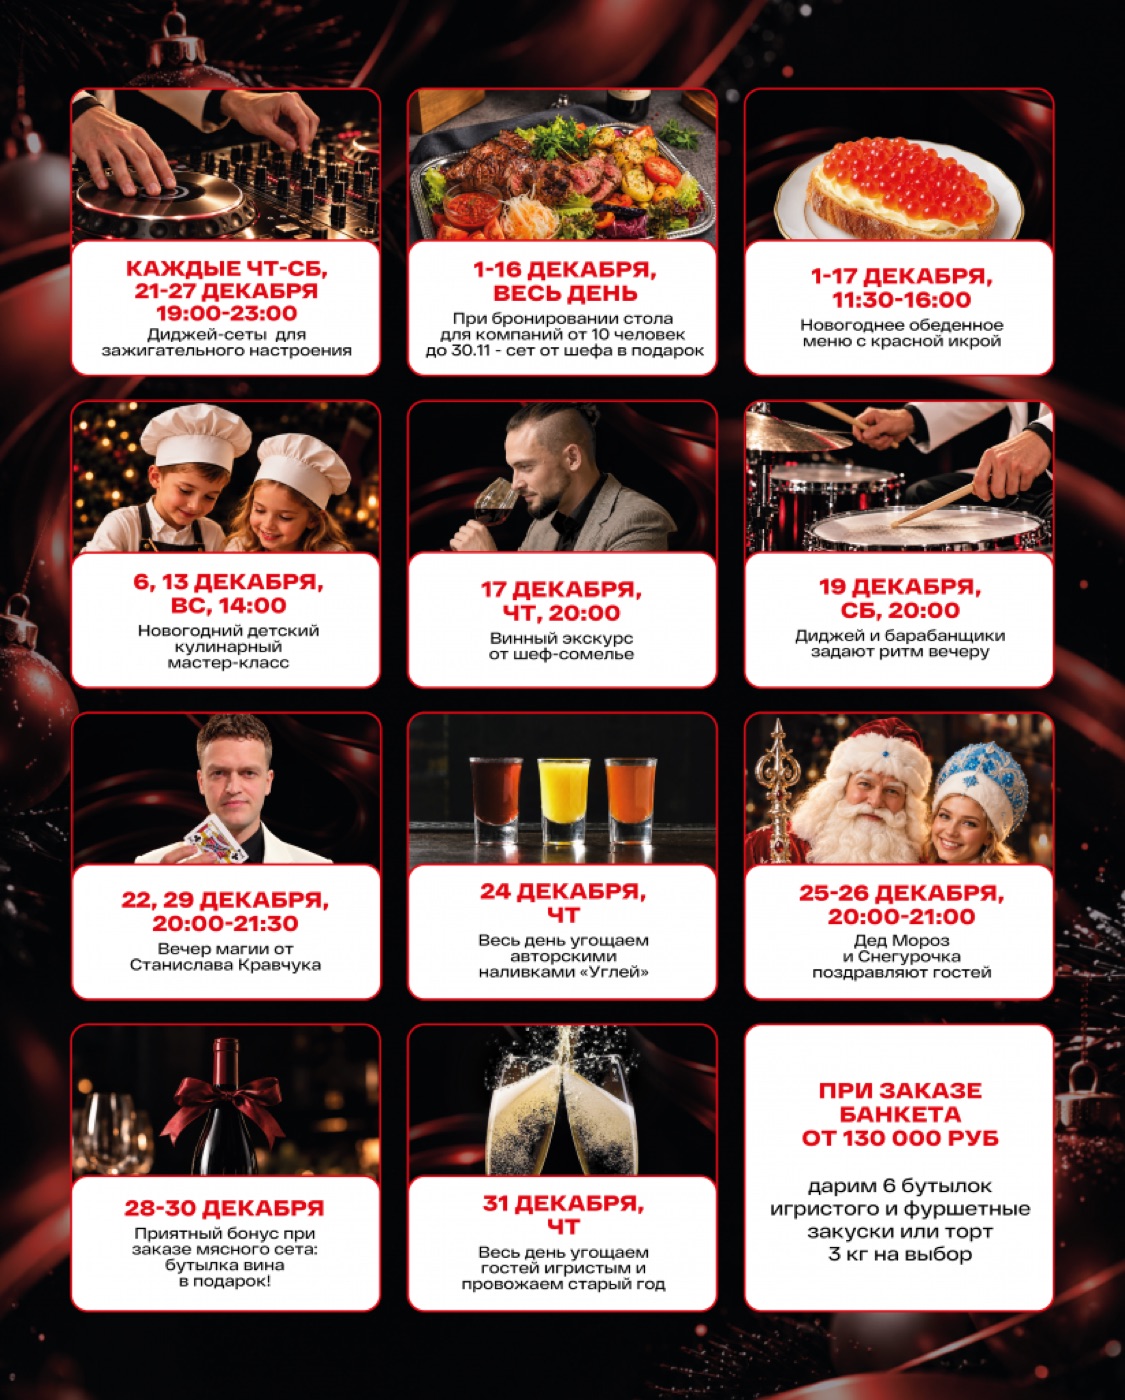 КАЖДЫЕ ЧТ-СБ,
21-27 ДЕКАБРЯ
19:00-23:00
Диджей-сеты для
зажигательного настроения
1-16 ДЕКАБРЯ,
ВЕСЬ ДЕНЬ
При бронировании стола
для компаний от 10 человек
до 30.11 - сет от шефа в подарок
1-17 ДЕКАБРЯ,
11:30-16:00
Новогоднее обеденное
меню с красной икрой
6, 13 ДЕКАБРЯ,
ВС, 14:00
Новогодний детский
кулинарный
мастер-класс
17 ДЕКАБРЯ,
ЧТ, 20:00
Винный экскурс
от шеф-сомелье
19 ДЕКАБРЯ,
СБ, 20:00
Диджей и барабанщики
задают ритм вечеру
22, 29 ДЕКАБРЯ,
20:00-21:30
Вечер магии от
Станислава Кравчука
24 ДЕКАБРЯ,
ЧТ
Весь день угощаем
авторскими
наливками «Углей»
25-26 ДЕКАБРЯ,
20:00-21:00
Дед Мороз
и Снегурочка
поздравляют гостей
28-30 ДЕКАБРЯ
Приятный бонус при
заказе мясного сета:
бутылка вина
в подарок!
31 ДЕКАБРЯ,
ЧТ
Весь день угощаем
гостей игристым и
провожаем старый год
ПРИ ЗАКАЗЕ
БАНКЕТА
ОТ 130 000 РУБ
дарим 6 бутылок
игристого и фуршетные
закуски или торт
3 кг на выбор